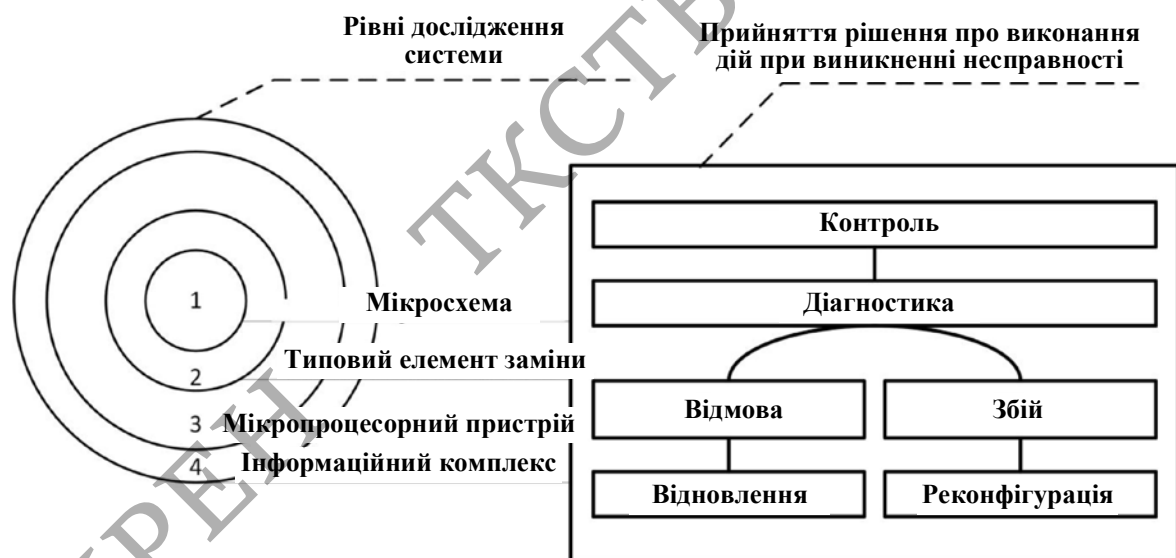 Рівні дослідження
системи
Прийняття рішення про виконання
дій при виникненні несправності
1
2
3
4
Мікросхема
Типовий елемент заміни
Мікропроцесорний пристрій
Інформаційний комплекс
Контроль
Діагностика
Відмова
Збій
Відновлення
Реконфігурація